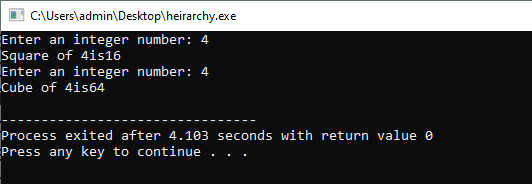 C:\Users\admin\Desktop\heirarchy.exe
Enter an integer number: 4
Square of 4is16
Enter an integer number: 4
Cube of 4is64
--------------------------------
Process exited after 4.103 seconds with return value 0
Press any key to continue . . .